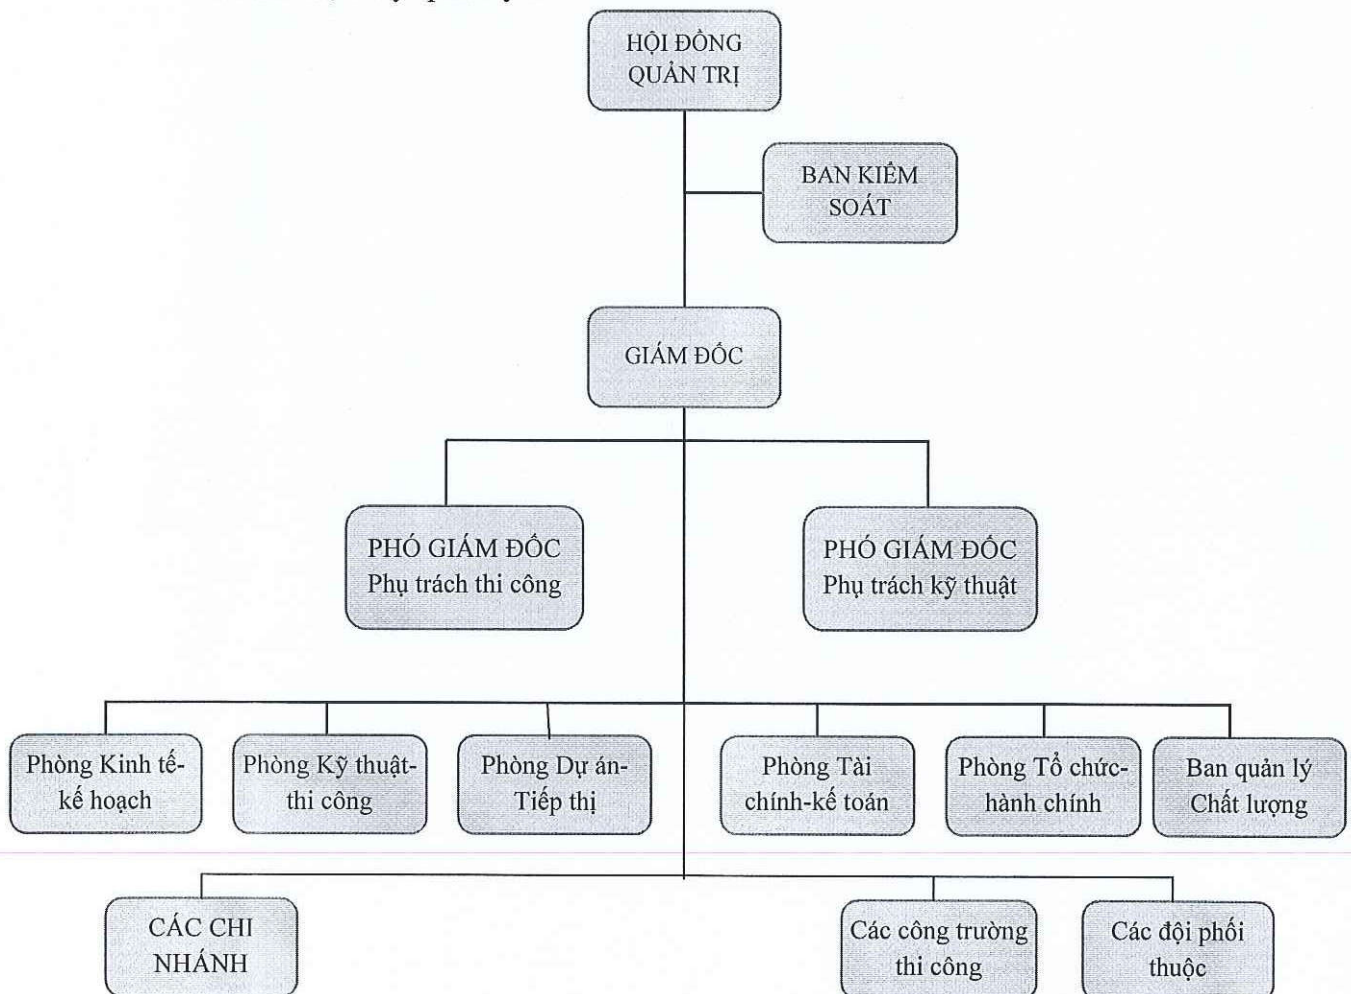 HỘI ĐỒNG
QUẢN TRỊ
BAN KIỂM
SOÁT
GIÁM ĐỐC
PHÓ GIÁM ĐỐC
Phụ trách thi công
PHÓ GIÁM ĐỐC
Phụ trách kỹ thuật
Phòng Kinh tế-
kế hoạch
Phòng Kỹ thuật-
thi công
Phòng Dự án-
Tiếp thị
Phòng Tài
chính-kế toán
Phòng Tổ chức-
hành chính
Ban quản lý
Chất lượng
CÁC CHI
NHÁNH
Các công trường
thi công
Các đội phối
thuộc